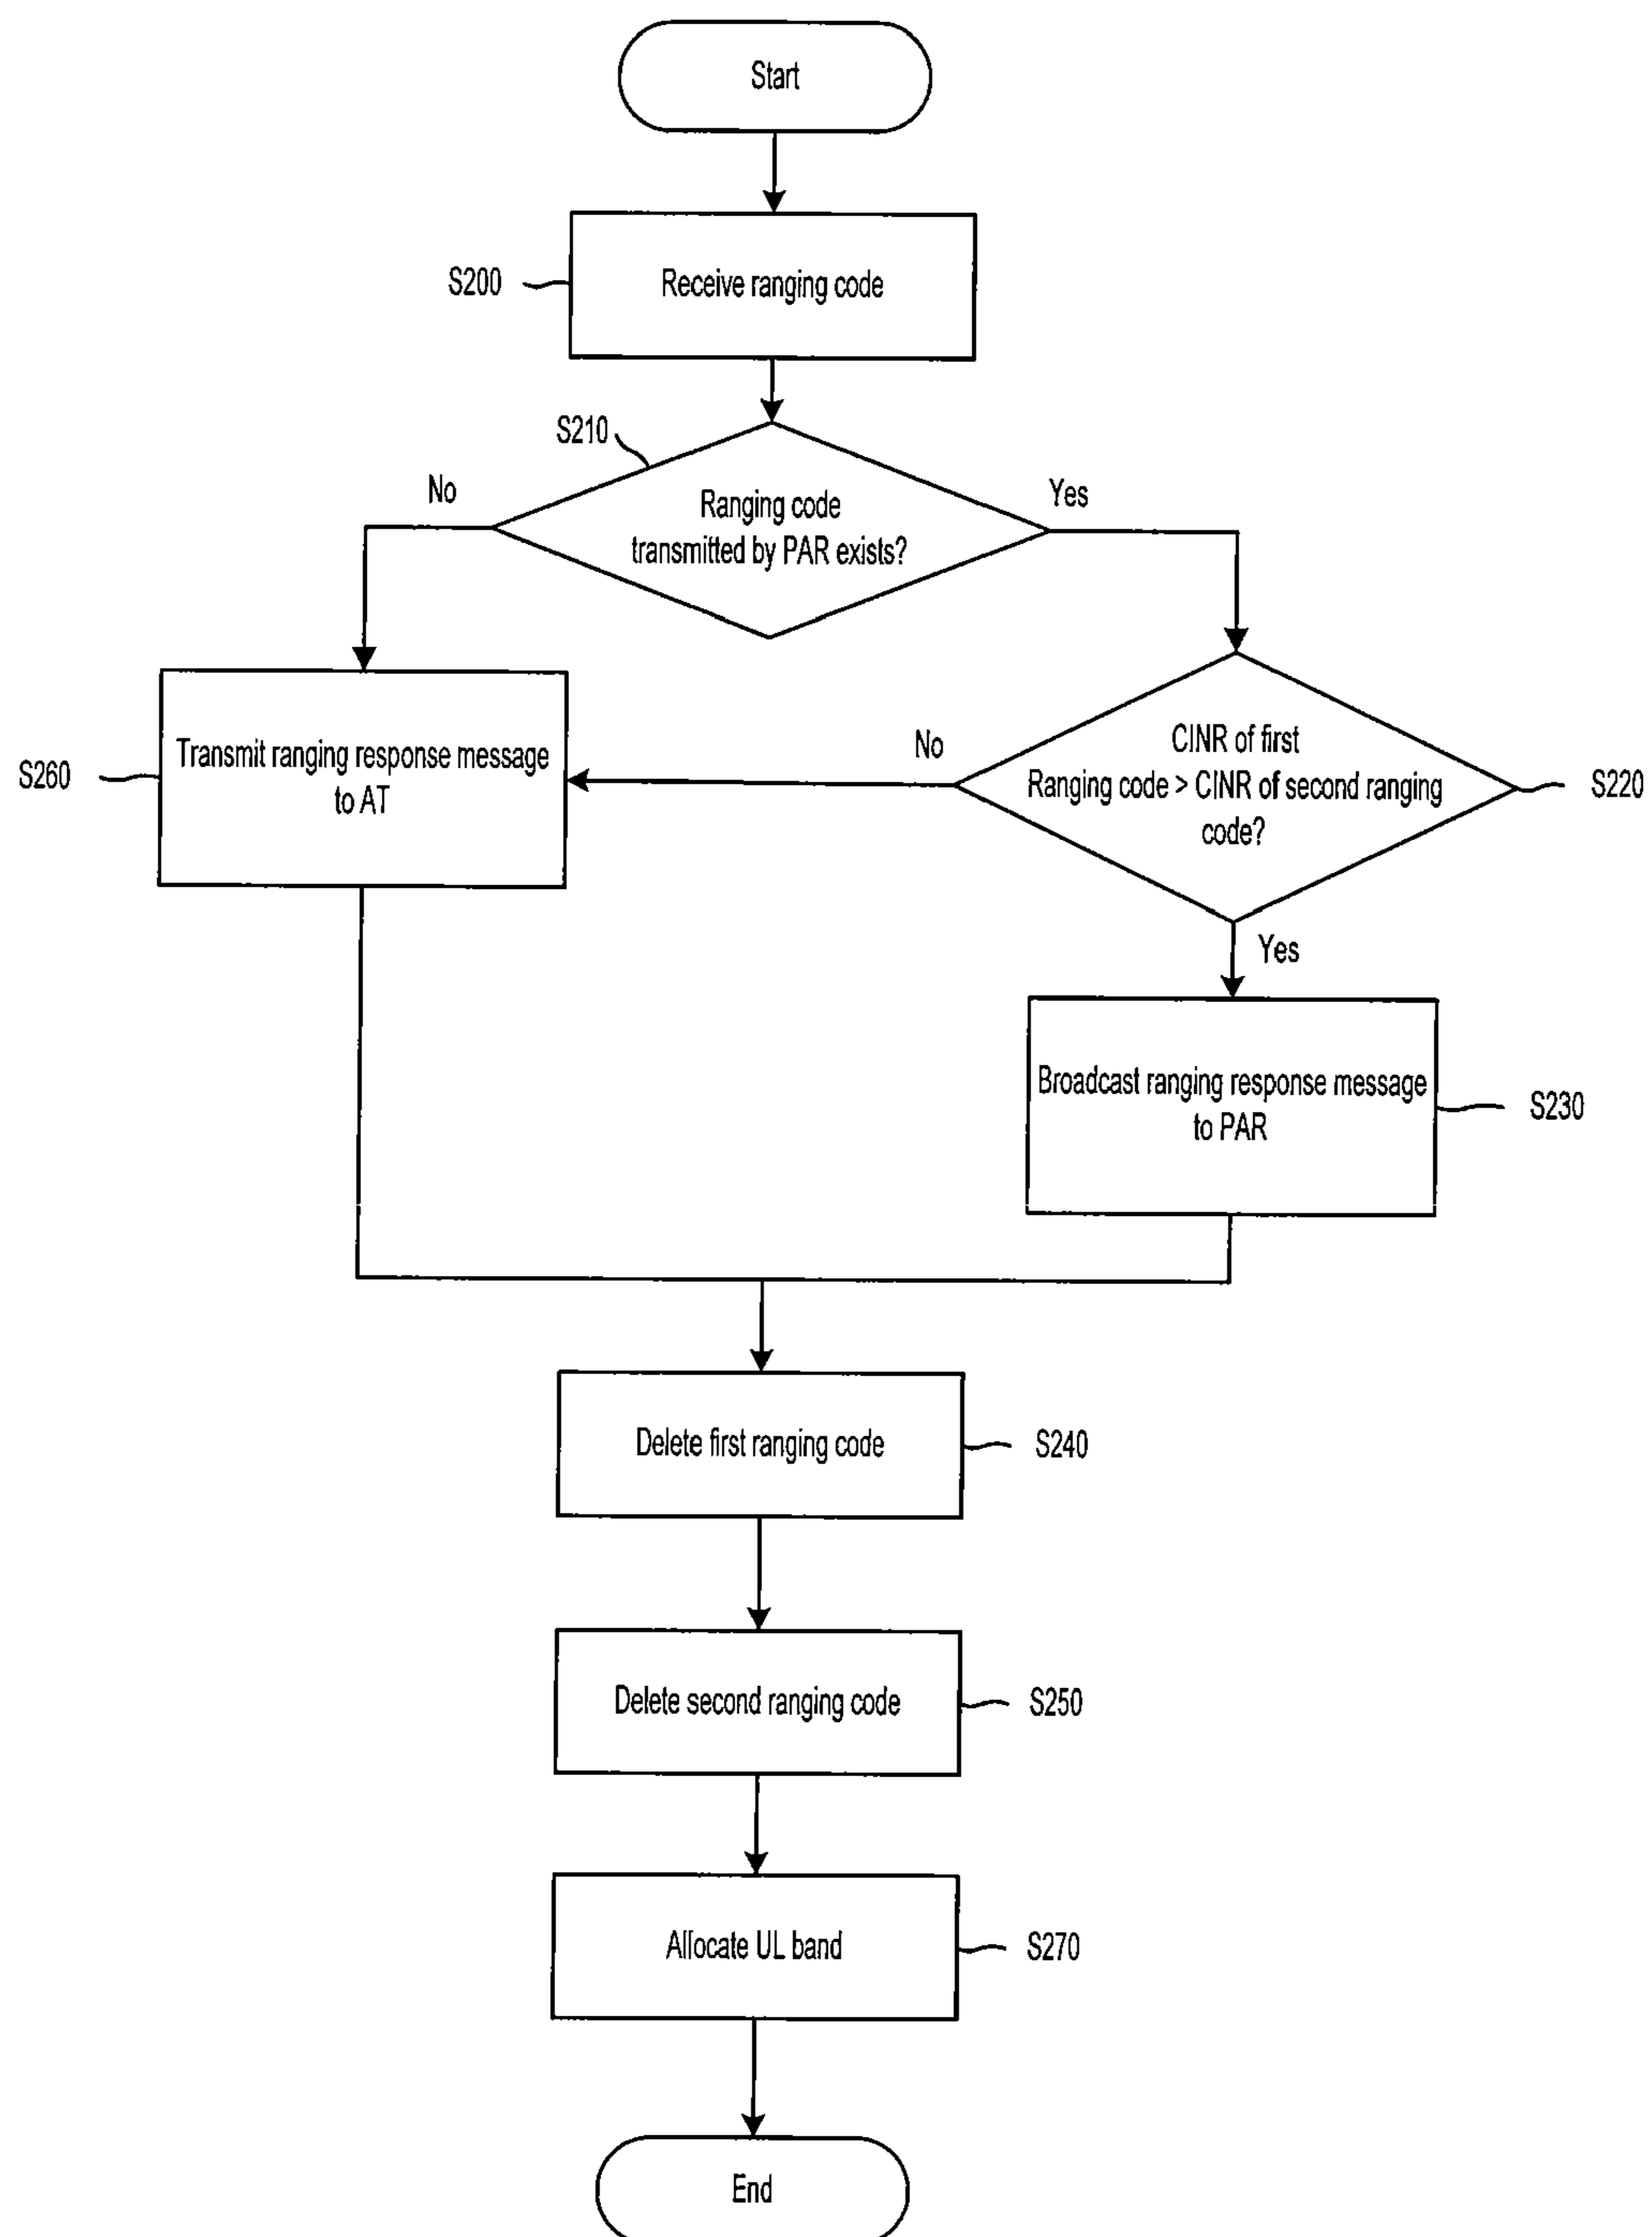 Start
S200
Receive ranging code
S210
No
Yes
Ranging code
transmitted by PAR exists?
S260
Transmit ranging response message
to AT
No
CINR of first
Ranging code > CINR of second ranging
code?
S220
Yes
Broadcast ranging response message
to PAR
S230
Delete first ranging code
S240
Delete second ranging code
S250
Allocate UL band
S270
End